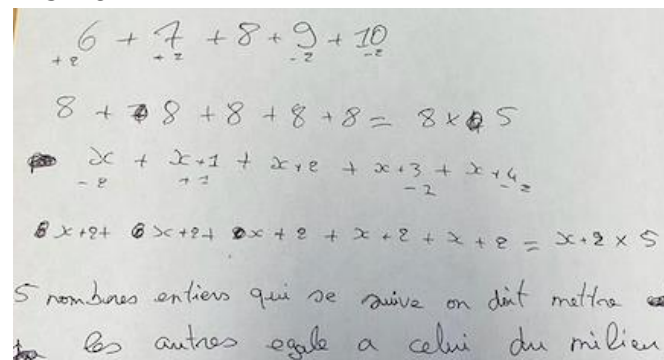 6 + 7 + 8 + 9 + 10
+2 +2 -2 -2
8 + 8 + 8 + 8 + 8 = 8 × 5
x + x+1 + x+2 + x+3 + x+4
-2 +1 -2 -2
x+2+ x+2+ x+2 + x+2 + x+2 = x+2 × 5
5 nombres entiers qui se suive on doit mettre
les autres egale a celui du milieu